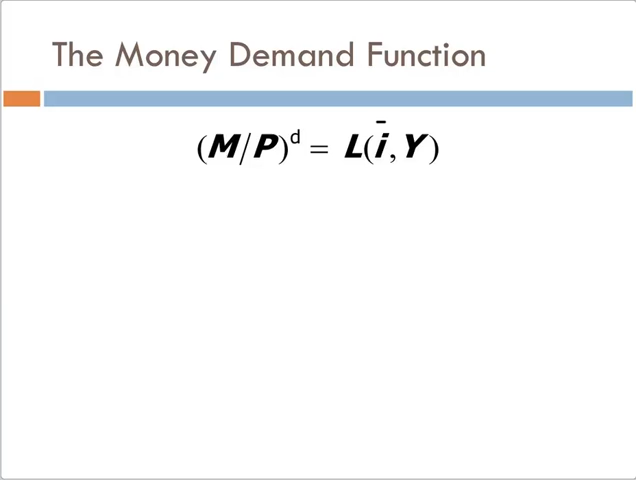 The Money Demand Function
(M/P)ᵈ = L(ī, Y)